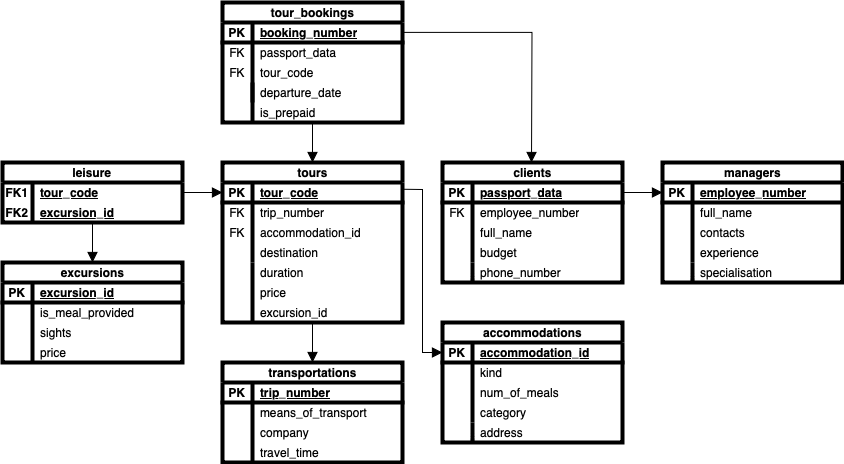 tour_bookings
PK booking_number
FK passport_data
FK tour_code
departure_date
is_prepaid
leisure
FK1 tour_code
FK2 excursion_id
tours
PK tour_code
FK trip_number
FK accommodation_id
destination
duration
price
excursion_id
clients
PK passport_data
FK employee_number
full_name
budget
phone_number
managers
PK employee_number
full_name
contacts
experience
specialisation
excursions
PK excursion_id
is_meal_provided
sights
price
transportations
PK trip_number
means_of_transport
company
travel_time
accommodations
PK accommodation_id
kind
num_of_meals
category
address